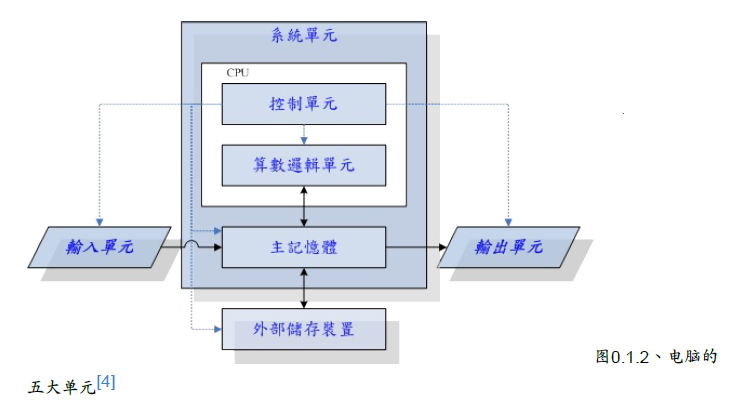 系統單元
CPU
控制單元
算數邏輯單元
輸入單元
主記憶體
輸出單元
外部儲存裝置
图0.1.2、电脑的
五大单元[4]